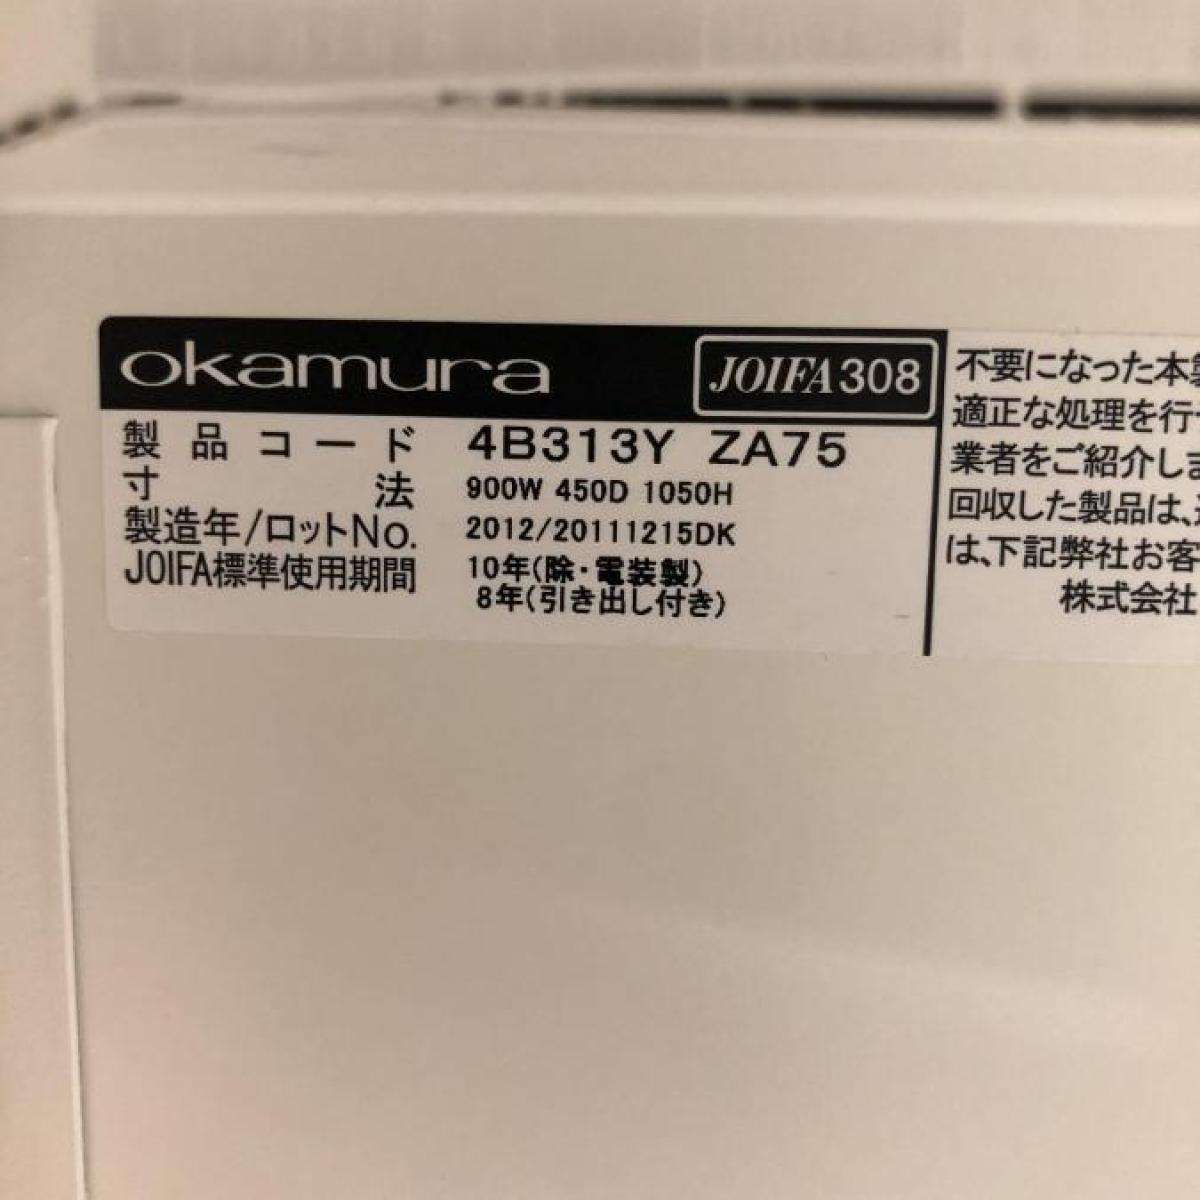 okamura JOIFA308
製品コード 4B313Y ZA75
寸法 900W 450D 1050H
製造年/ロットNo. 2012/20111215DK
JOIFA標準使用期間 10年(除・電装製)
8年(引き出し付き)
不要になった本製
適正な処理を行
業者をご紹介しま
回収した製品は、
は、下記弊社お客
株式会社